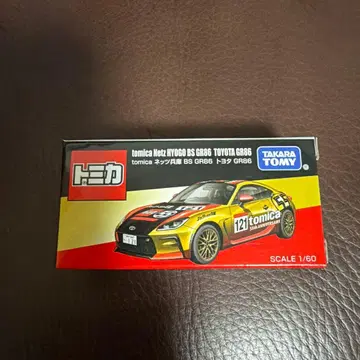 tomica Netz HYOGO BS GR86 TOYOTA GR86
tomica ネッツ兵庫 BS GR86 トヨタ GR86
トミカ
TAKARA
TOMY
121
tomica
SCALE 1/60